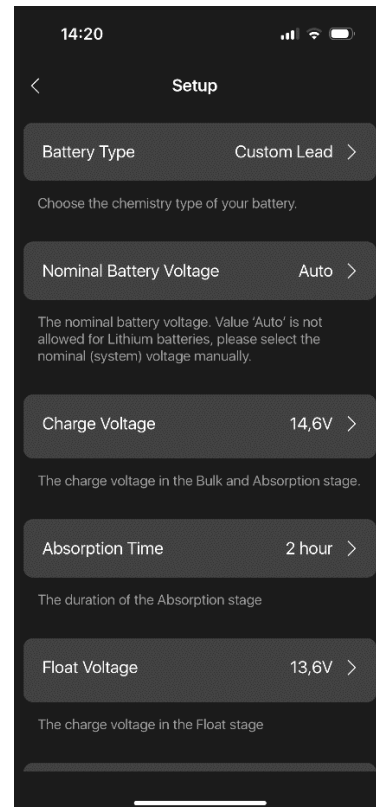 14:20
Setup
Battery Type Custom Lead
Choose the chemistry type of your battery.
Nominal Battery Voltage Auto
The nominal battery voltage. Value 'Auto' is not
allowed for Lithium batteries, please select the
nominal (system) voltage manually.
Charge Voltage 14,6V
The charge voltage in the Bulk and Absorption stage.
Absorption Time 2 hour
The duration of the Absorption stage
Float Voltage 13,6V
The charge voltage in the Float stage